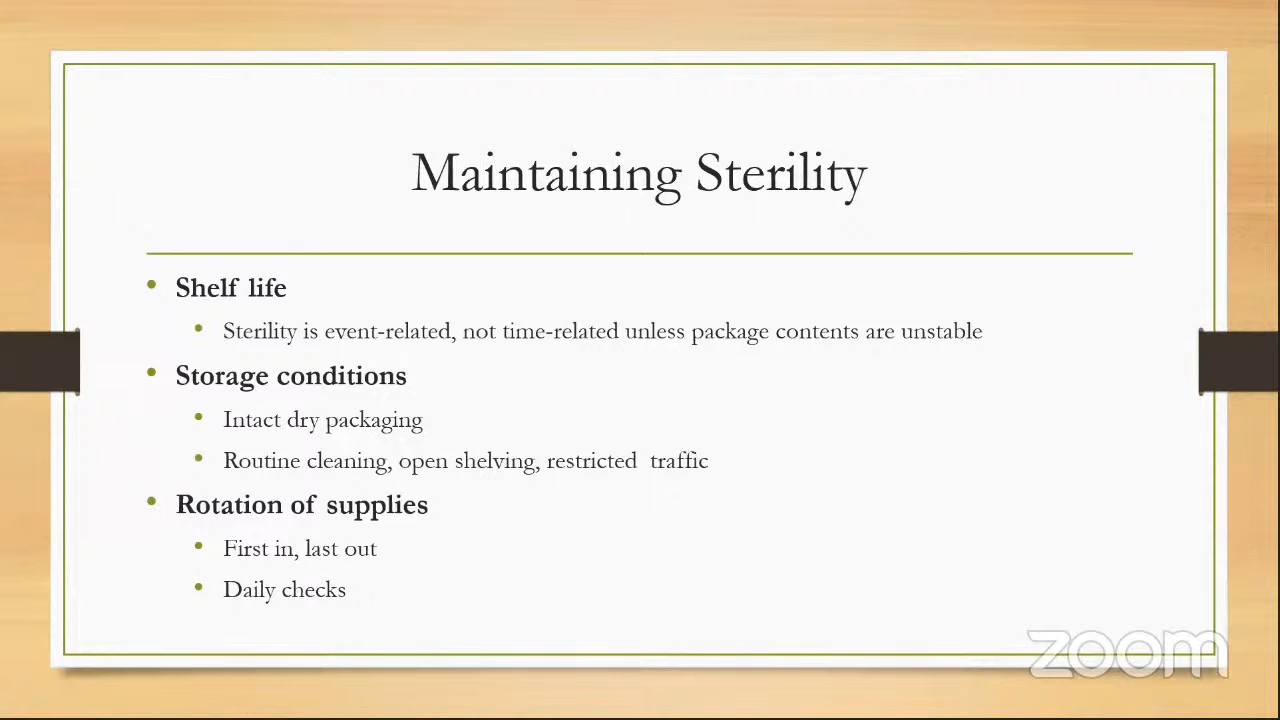 Maintaining Sterility
• Shelf life
• Sterility is event-related, not time-related unless package contents are unstable
• Storage conditions
• Intact dry packaging
• Routine cleaning, open shelving, restricted traffic
• Rotation of supplies
• First in, last out
• Daily checks
zoom